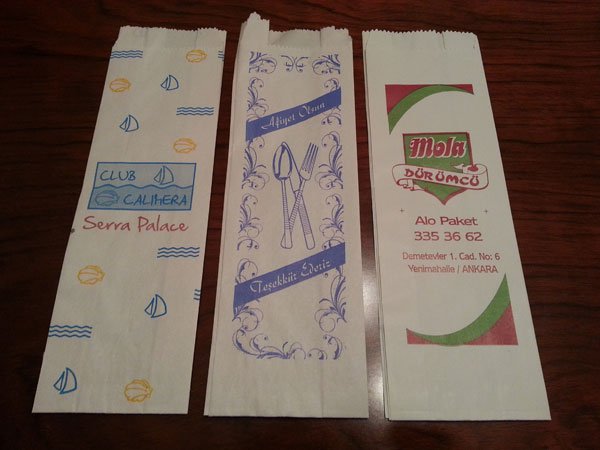 CLUB
CALIMERA
Serra Palace
Afiyet Olsun
Teşekkür Ederiz
Mola
DÜRÜMCÜ
Alo Paket
335 36 62
Demetevler 1. Cad. No: 6
Yenimahalle / ANKARA